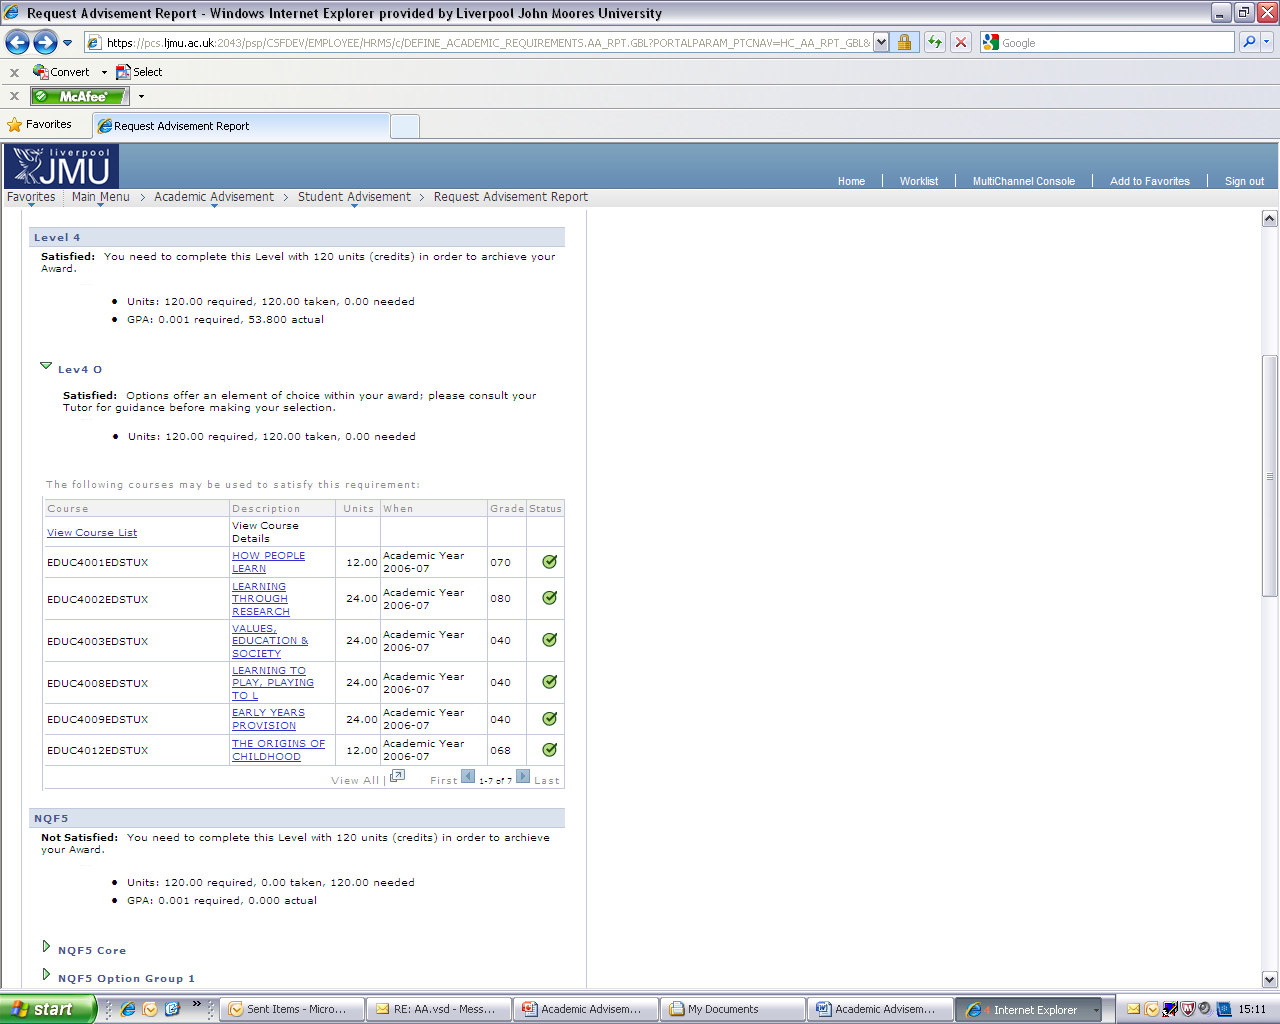 Request Advisement Report - Windows Internet Explorer provided by Liverpool John Moores University
https://pcs.ljmu.ac.uk:2043/psp/CSFDEV/EMPLOYEE/HRMS/c/DEFINE_ACADEMIC_REQUIREMENTS.AA_RPT.GBL?PORTALPARAM_PTCNAV=HC_AA_RPT_GBL&
Google
x Convert Select
x McAfee
Favorites Request Advisement Report
liverpool
JMU
Home Worklist MultiChannel Console Add to Favorites Sign out
Favorites Main Menu > Academic Advisement > Student Advisement > Request Advisement Report
Level 4
Satisfied: You need to complete this Level with 120 units (credits) in order to archieve your
Award.
• Units: 120.00 required, 120.00 taken, 0.00 needed
• GPA: 0.001 required, 53.800 actual
Lev4 O
Satisfied: Options offer an element of choice within your award; please consult your
Tutor for guidance before making your selection.
• Units: 120.00 required, 120.00 taken, 0.00 needed
The following courses may be used to satisfy this requirement:
Course Description Units When Grade Status
View Course List View Course
Details
EDUC4001EDSTUX HOW PEOPLE
LEARN 12.00 Academic Year
2006-07 070
EDUC4002EDSTUX LEARNING
THROUGH
RESEARCH 24.00 Academic Year
2006-07 080
EDUC4003EDSTUX VALUES,
EDUCATION &
SOCIETY 24.00 Academic Year
2006-07 040
EDUC4008EDSTUX LEARNING TO
PLAY, PLAYING
TO L 24.00 Academic Year
2006-07 040
EDUC4009EDSTUX EARLY YEARS
PROVISION 24.00 Academic Year
2006-07 040
EDUC4012EDSTUX THE ORIGINS OF
CHILDHOOD 12.00 Academic Year
2006-07 068
View All | First 1-7 of 7 Last
NQF5
Not Satisfied: You need to complete this Level with 120 units (credits) in order to archieve
your Award.
• Units: 120.00 required, 0.00 taken, 120.00 needed
• GPA: 0.001 required, 0.000 actual
NQF5 Core
NQF5 Option Group 1
start » Sent Items - Micro... RE: AA.vsd - Mess... Academic Advisem... My Documents Academic Advisem... 4 Internet Explorer 15:11